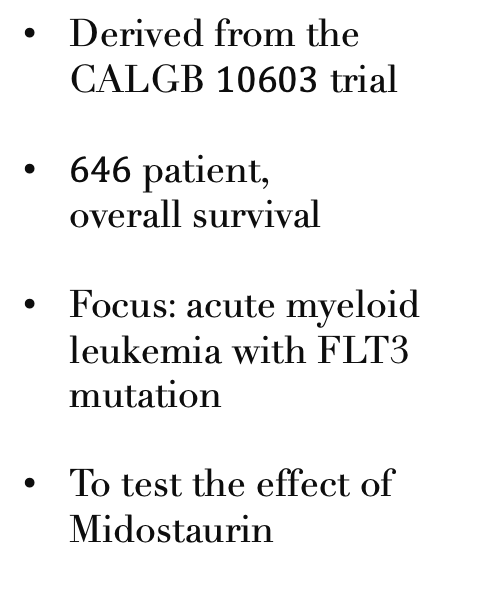 • Derived from the
CALGB 10603 trial
• 646 patient,
overall survival
• Focus: acute myeloid
leukemia with FLT3
mutation
• To test the effect of
Midostaurin